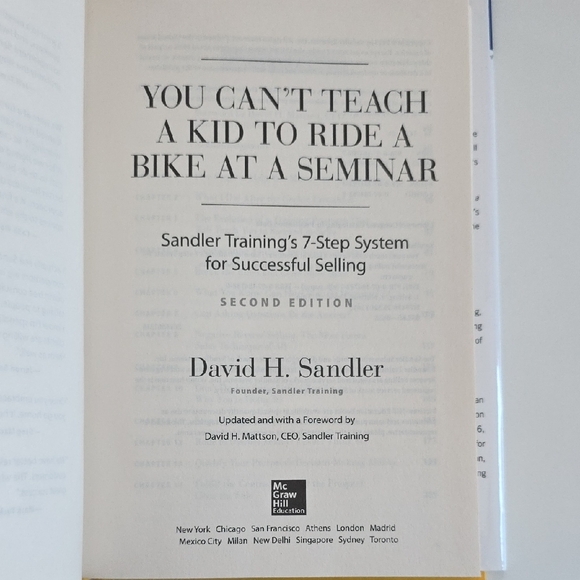 YOU CAN'T TEACH
A KID TO RIDE A
BIKE AT A SEMINAR
Sandler Training's 7-Step System
for Successful Selling
SECOND EDITION
David H. Sandler
Founder, Sandler Training
Updated and with a Foreword by
David H. Mattson, CEO, Sandler Training
Mc
Graw
Hill
Education
New York Chicago San Francisco Athens London Madrid
Mexico City Milan New Delhi Singapore Sydney Toronto